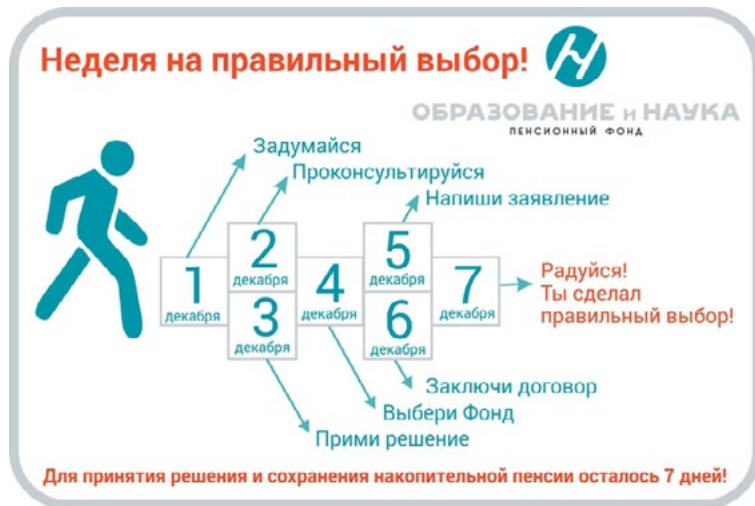 Неделя на правильный выбор!
ОБРАЗОВАНИЕ и НАУКА
ПЕНСИОННЫЙ ФОНД
Задумайся
Проконсультируйся
Напиши заявление
1
декабря
2
декабря
3
декабря
4
декабря
5
декабря
6
декабря
7
декабря
Радуйся!
Ты сделал
правильный выбор!
Заключи договор
Выбери Фонд
Прими решение
Для принятия решения и сохранения накопительной пенсии осталось 7 дней!